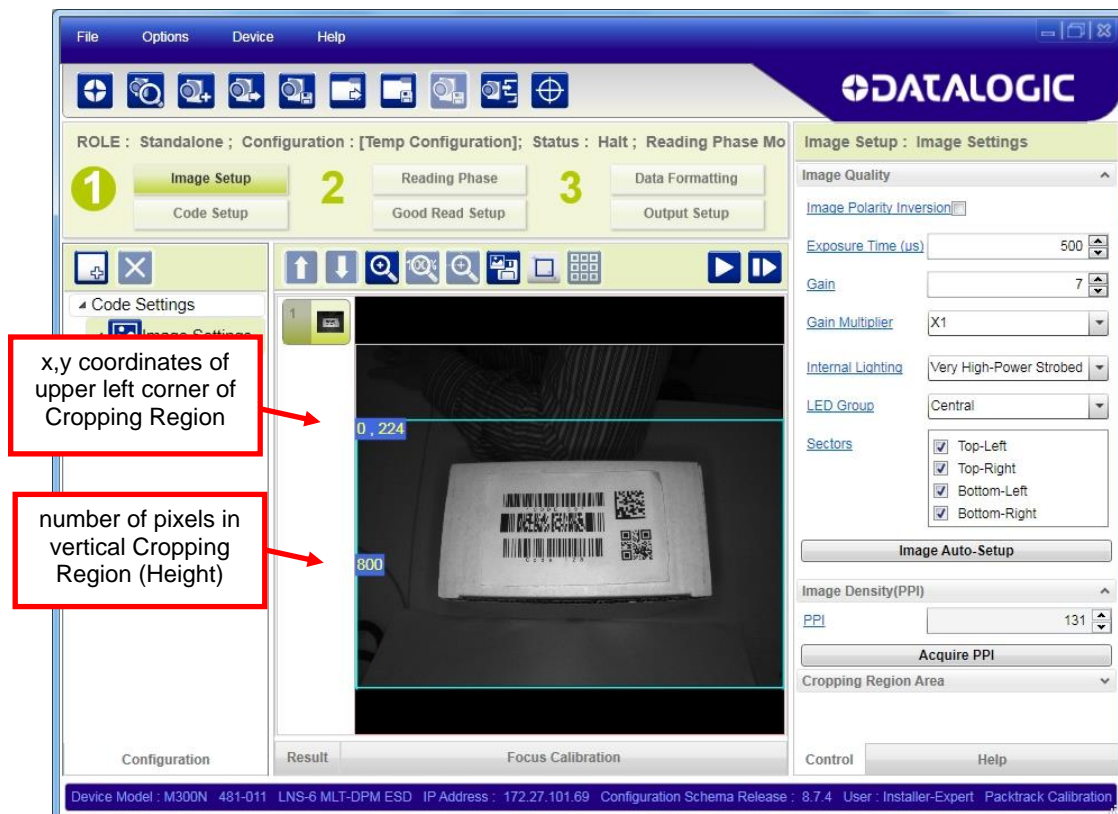 File Options Device Help
DATALOGIC
ROLE : Standalone ; Configuration : [Temp Configuration]; Status : Halt ; Reading Phase Mo
1 Image Setup 2 Reading Phase 3 Data Formatting
Code Setup Good Read Setup Output Setup
Code Settings
Image Settings
x,y coordinates of
upper left corner of
Cropping Region
number of pixels in
vertical Cropping
Region (Height)
Configuration
100%
1
0 , 224
800
CODE 128
Result Focus Calibration
Image Setup : Image Settings
Image Quality
Image Polarity Inversion
Exposure Time (us) 500
Gain 7
Gain Multiplier X1
Internal Lighting Very High-Power Strobed
LED Group Central
Sectors Top-Left
Top-Right
Bottom-Left
Bottom-Right
Image Auto-Setup
Image Density(PPI)
PPI 131
Acquire PPI
Cropping Region Area
Control Help
Device Model : M300N 481-011 LNS-6 MLT-DPM ESD IP Address : 172.27.101.69 Configuration Schema Release : 8.7.4 User : Installer-Expert Packtrack Calibration